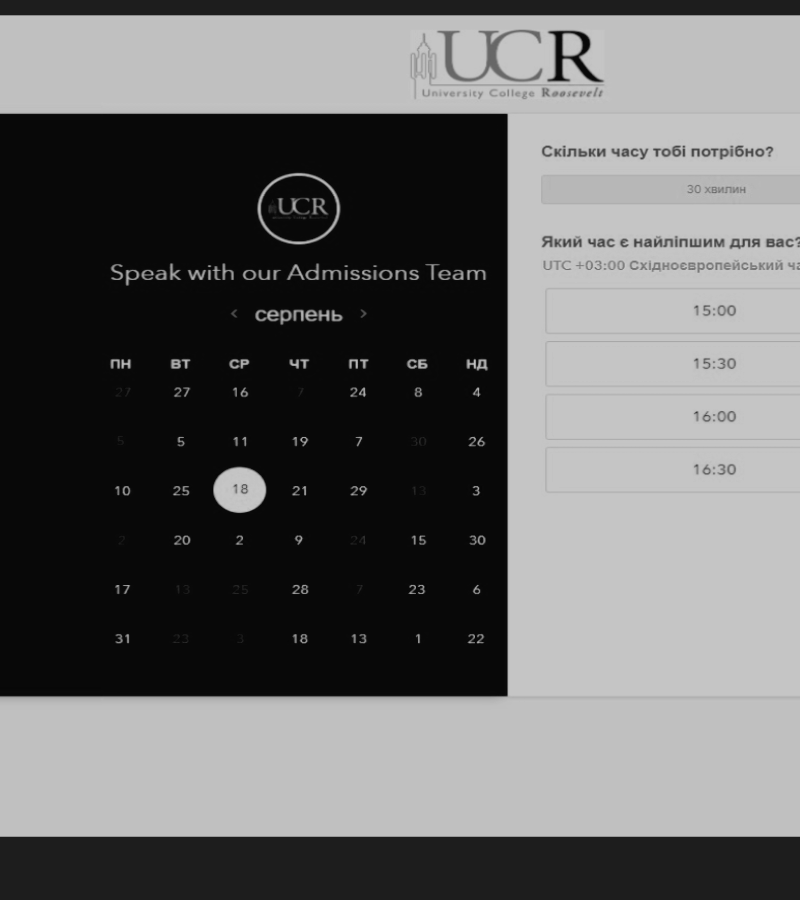 UCR
University College Roosevelt
UCR
Speak with our Admissions Team
‹ серпень ›
ПН ВТ СР ЧТ ПТ СБ НД
27 27 16 7 24 8 4
5 5 11 19 7 30 26
10 25 18 21 29 13 3
2 20 2 9 24 15 30
17 13 25 28 7 23 6
31 23 3 18 13 1 22
Скільки часу тобі потрібно?
30 хвилин
Який час є найліпшим для вас?
UTC +03:00 Східноєвропейський
15:00
15:30
16:00
16:30